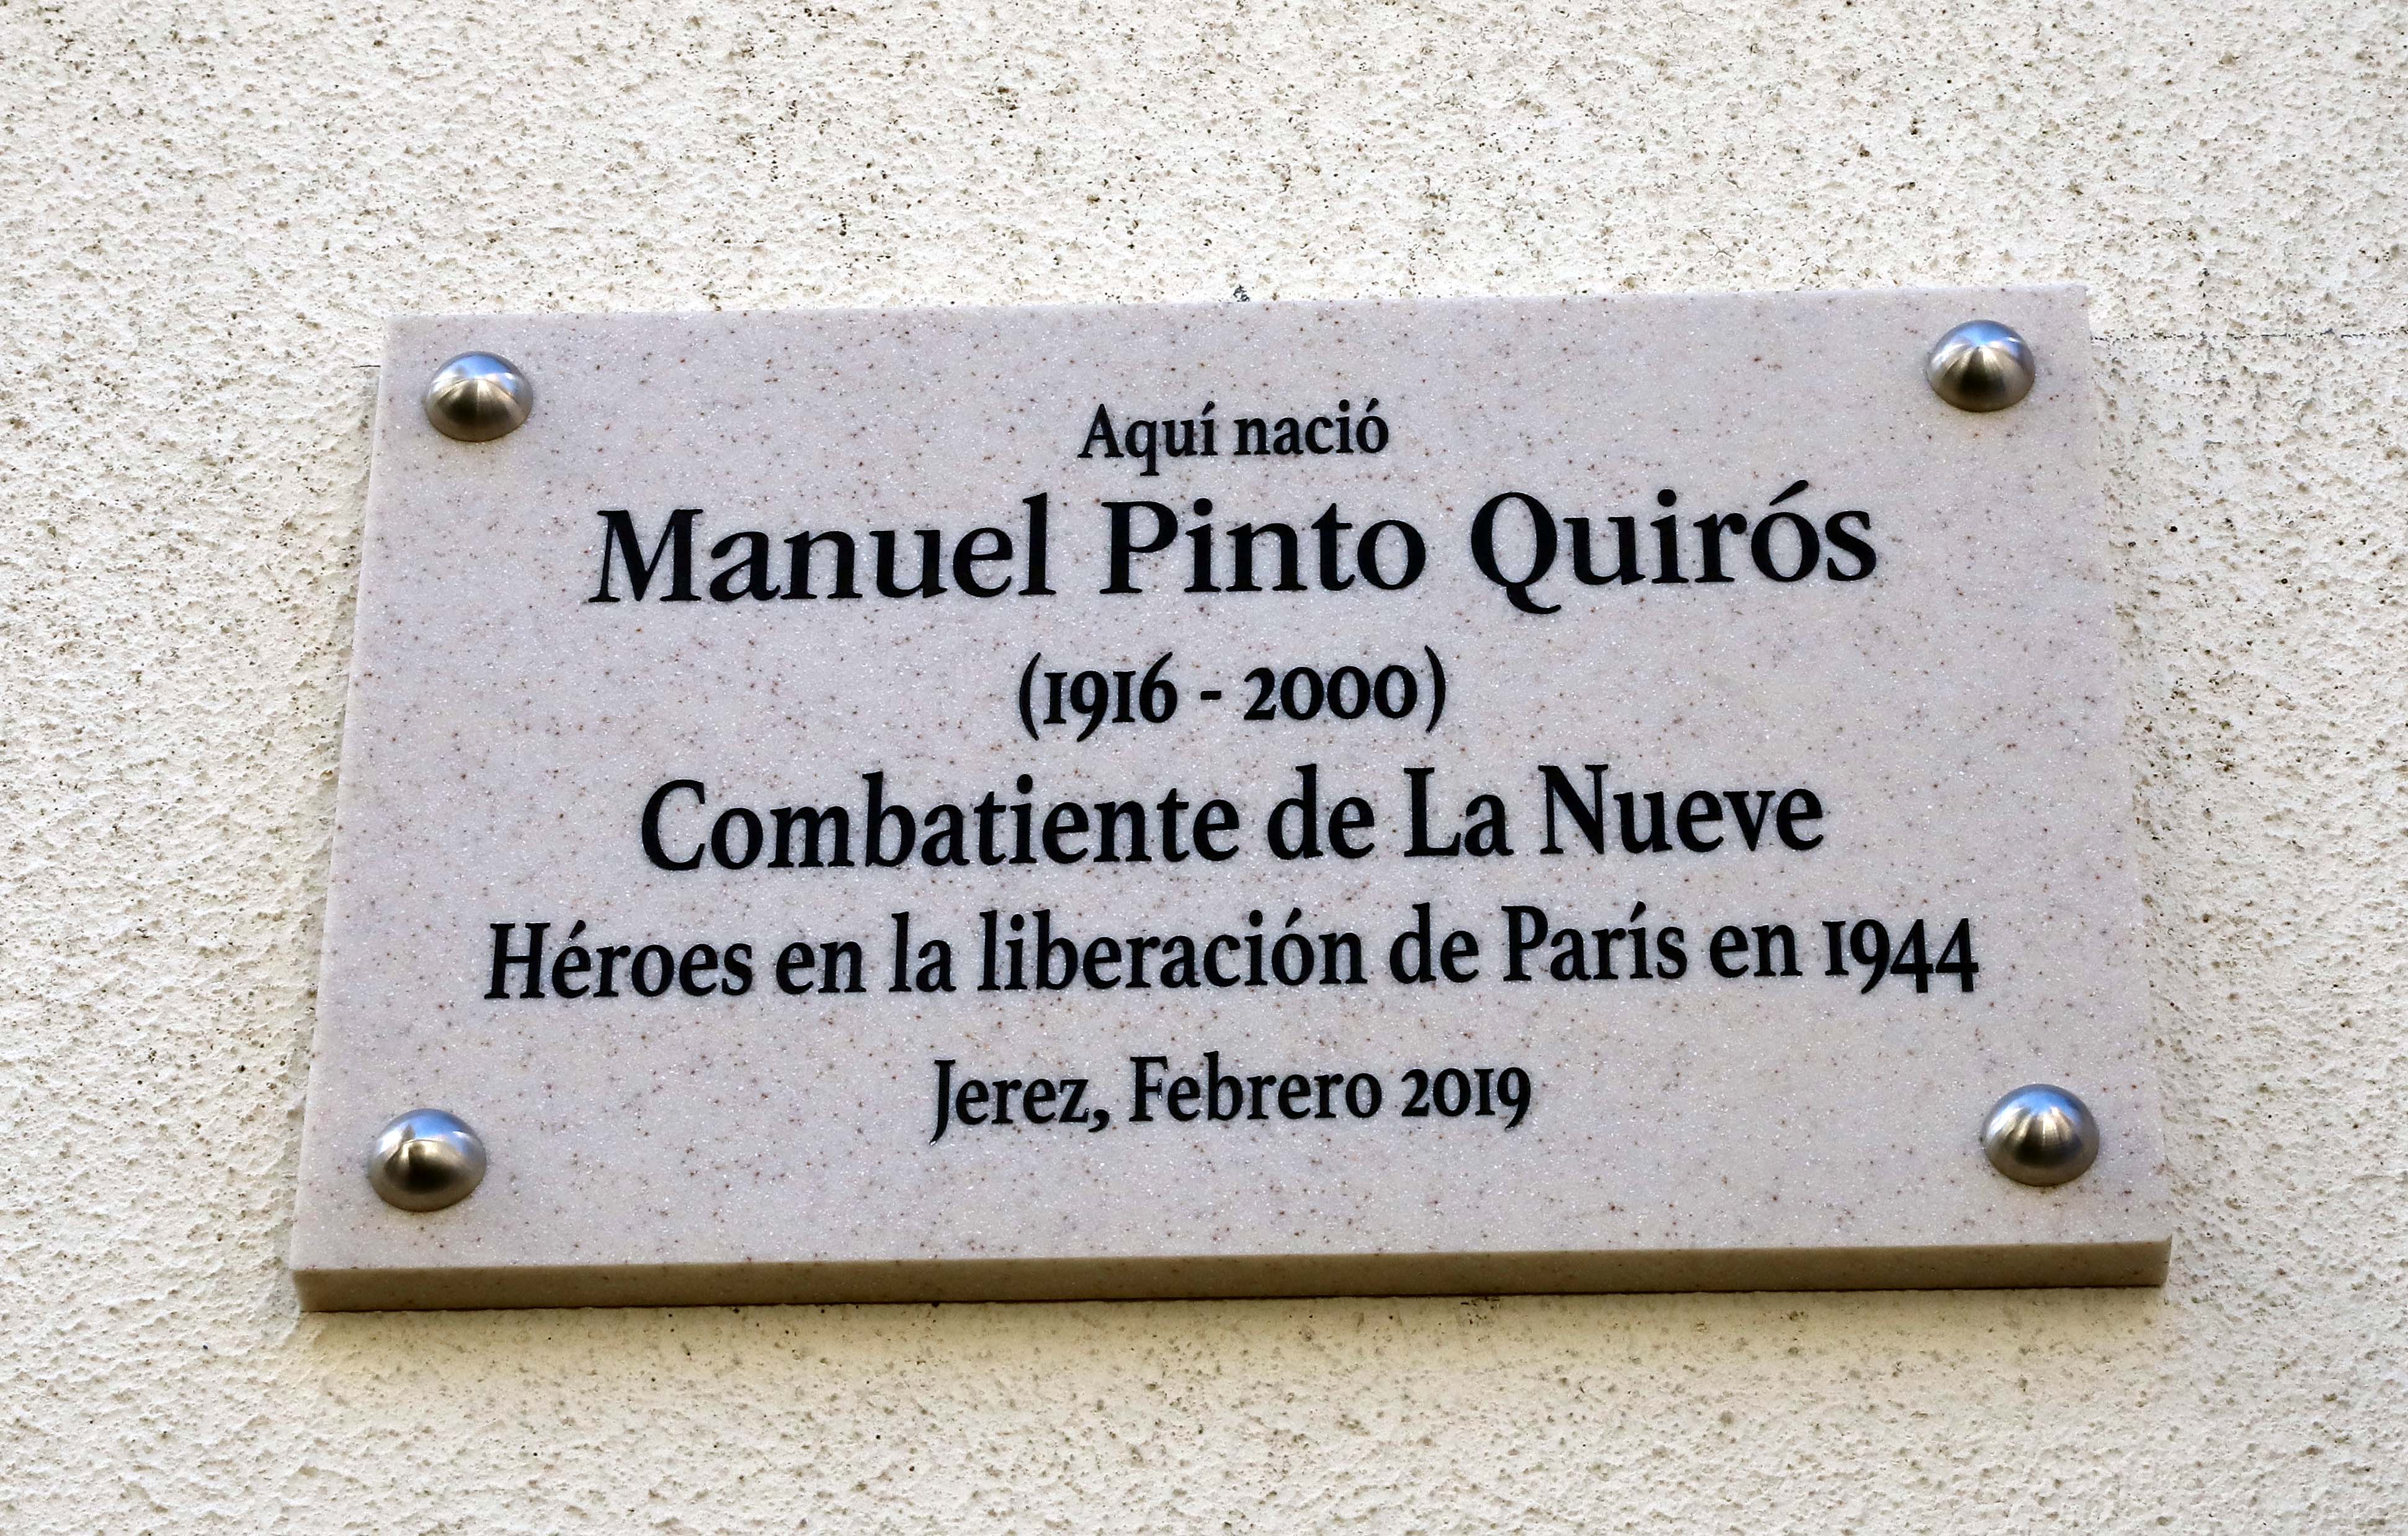 Aquí nació
Manuel Pinto Quirós
(1916 - 2000)
Combatiente de La Nueve
Héroes en la liberación de París en 1944
Jerez, Febrero 2019